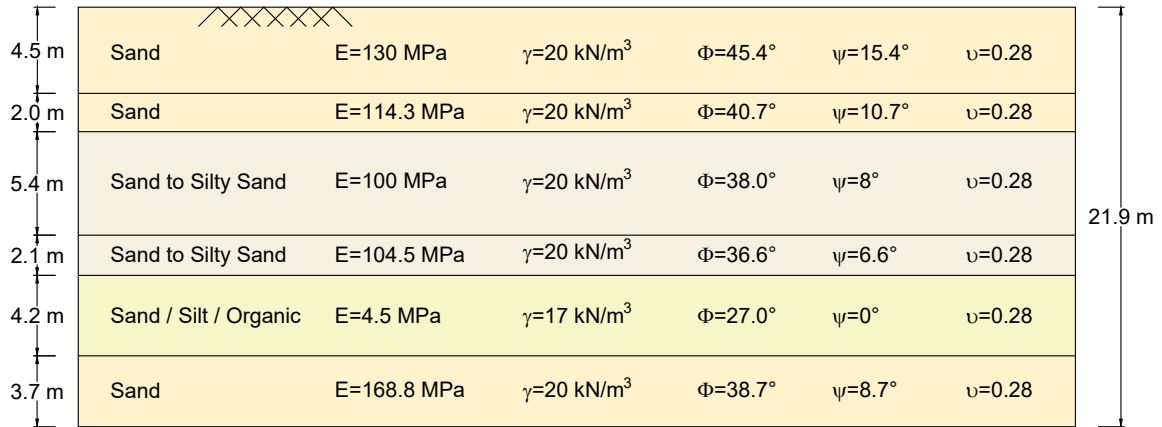 4.5 m Sand E=130 MPa γ=20 kN/m³ Φ=45.4° ψ=15.4° υ=0.28
2.0 m Sand E=114.3 MPa γ=20 kN/m³ Φ=40.7° ψ=10.7° υ=0.28
5.4 m Sand to Silty Sand E=100 MPa γ=20 kN/m³ Φ=38.0° ψ=8° υ=0.28
21.9 m
2.1 m Sand to Silty Sand E=104.5 MPa γ=20 kN/m³ Φ=36.6° ψ=6.6° υ=0.28
4.2 m Sand / Silt / Organic E=4.5 MPa γ=17 kN/m³ Φ=27.0° ψ=0° υ=0.28
3.7 m Sand E=168.8 MPa γ=20 kN/m³ Φ=38.7° ψ=8.7° υ=0.28